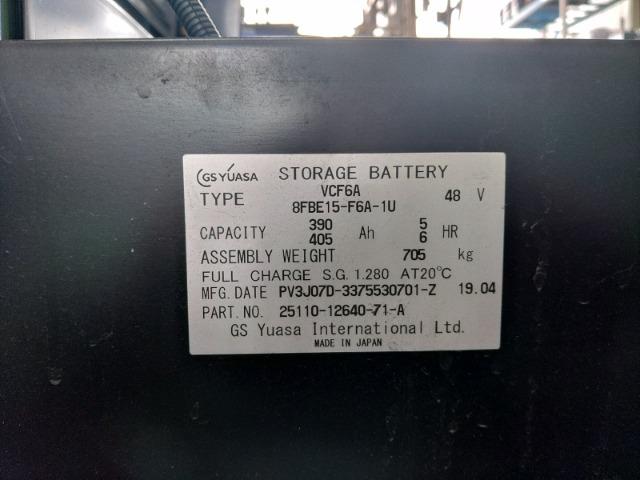 GS YUASA STORAGE BATTERY
TYPE VCF6A 48 V
8FBE15-F6A-1U
CAPACITY 390 Ah 5 HR
405 6
ASSEMBLY WEIGHT 705 kg
FULL CHARGE S.G. 1.280 AT20℃
MFG. DATE PV3J07D-3375530701-Z 19.04
PART. NO. 25110-12640-71-A
GS Yuasa International Ltd.
MADE IN JAPAN